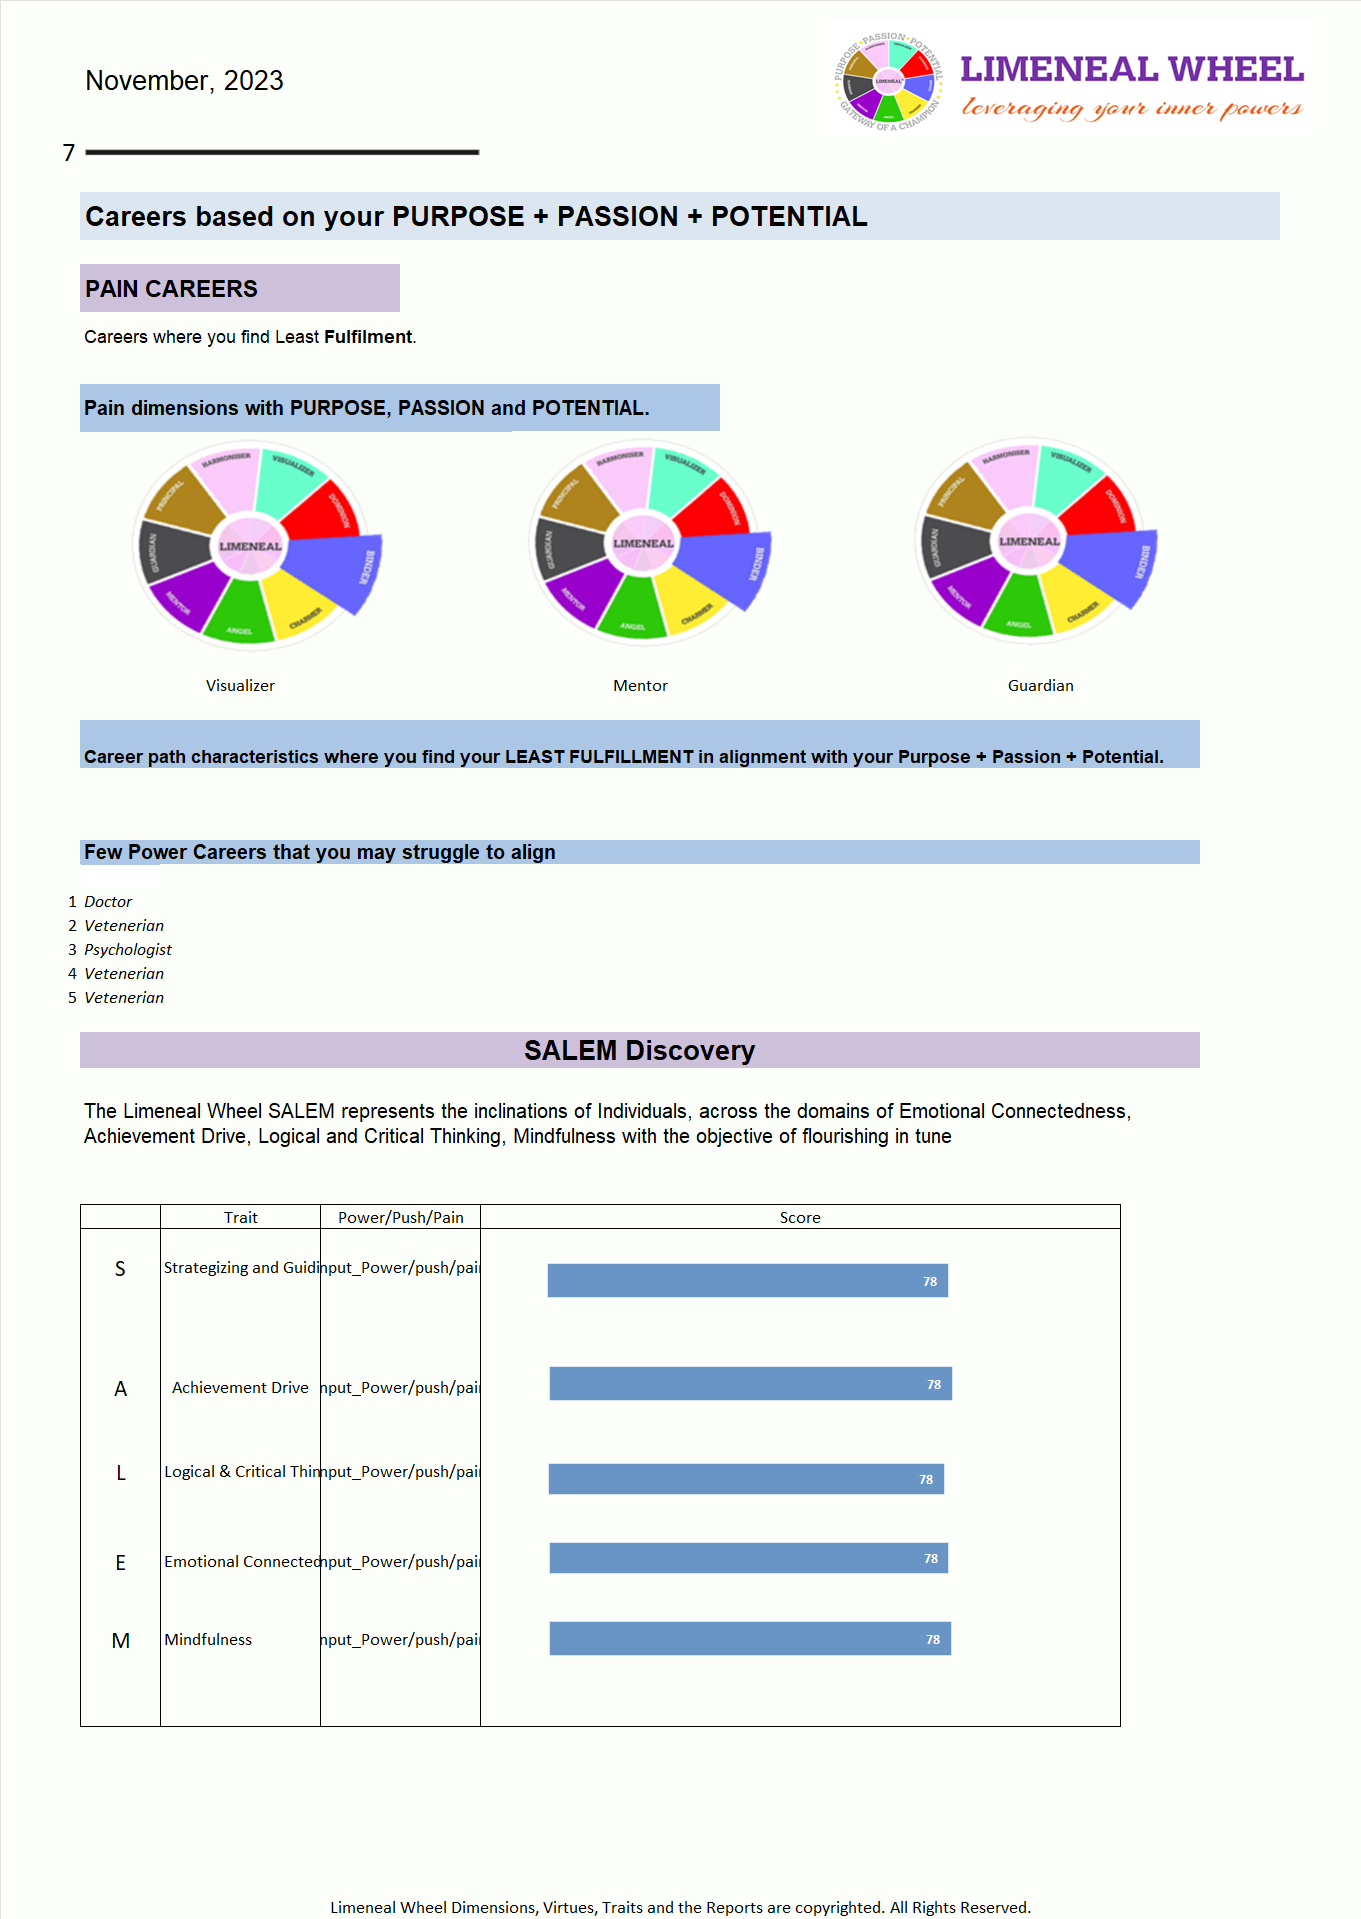 November, 2023
PURPOSE • PASSION • POTENTIAL
LIMENEAL
GATEWAY OF A CHAMPION
LIMENEAL WHEEL
leveraging your inner powers
7
Careers based on your PURPOSE + PASSION + POTENTIAL
PAIN CAREERS
Careers where you find Least Fulfilment.
Pain dimensions with PURPOSE, PASSION and POTENTIAL.
HARMONISER
VISUALIZER
DOMINION
BINDER
CHARMER
ANGEL
MENTOR
GUARDIAN
PRINCIPAL
LIMENEAL
HARMONISER
VISUALIZER
DOMINION
BINDER
CHARMER
ANGEL
MENTOR
GUARDIAN
PRINCIPAL
LIMENEAL
HARMONISER
VISUALIZER
DOMINION
BINDER
CHARMER
ANGEL
MENTOR
GUARDIAN
PRINCIPAL
LIMENEAL
Visualizer Mentor Guardian
Career path characteristics where you find your LEAST FULFILLMENT in alignment with your Purpose + Passion + Potential.
Few Power Careers that you may struggle to align
1 Doctor
2 Vetenerian
3 Psychologist
4 Vetenerian
5 Vetenerian
SALEM Discovery
The Limeneal Wheel SALEM represents the inclinations of Individuals, across the domains of Emotional Connectedness,
Achievement Drive, Logical and Critical Thinking, Mindfulness with the objective of flourishing in tune
Trait Power/Push/Pain Score
S Strategizing and Guidi nput_Power/push/pai 78
A Achievement Drive nput_Power/push/pai 78
L Logical & Critical Thin nput_Power/push/pai 78
E Emotional Connected nput_Power/push/pai 78
M Mindfulness nput_Power/push/pai 78
Limeneal Wheel Dimensions, Virtues, Traits and the Reports are copyrighted. All Rights Reserved.